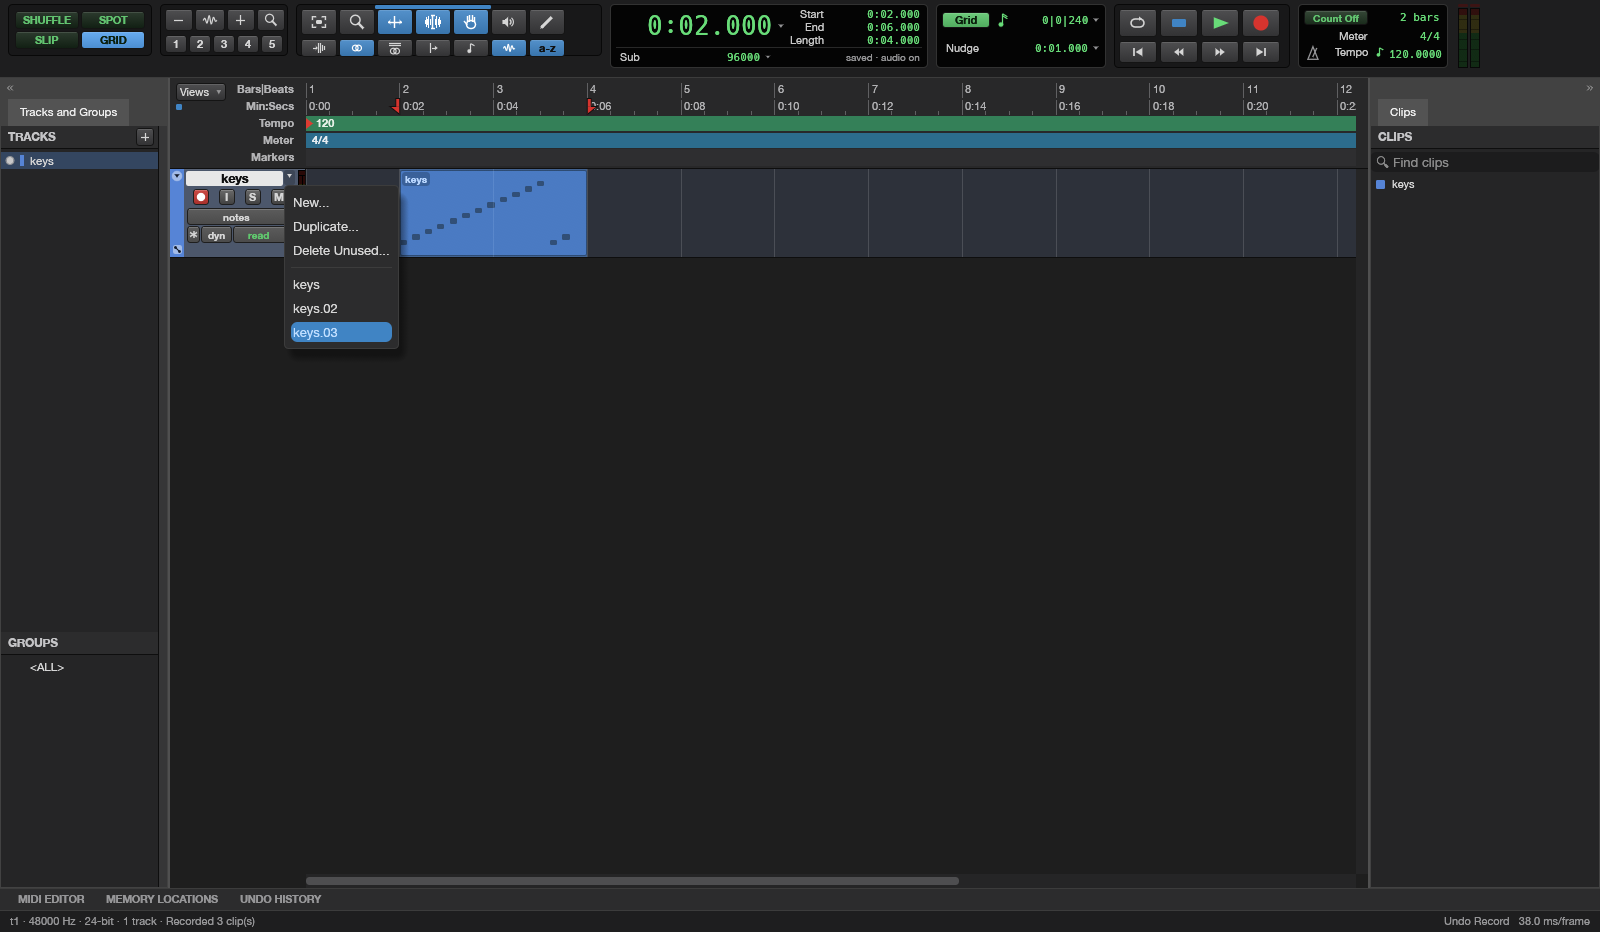 SHUFFLE SPOT
SLIP GRID
1 2 3 4 5
a-z
0:02.000
Start 0:02.000
End 0:06.000
Length 0:04.000
Sub 96000 saved · audio on
Grid 0|0|240
Nudge 0:01.000
Count Off 2 bars
Meter 4/4
Tempo 120.0000
Tracks and Groups
TRACKS
keys
GROUPS
<ALL>
Views
Bars|Beats 1 2 3 4 5 6 7 8 9 10 11 12
Min:Secs 0:00 0:02 0:04 0:06 0:08 0:10 0:12 0:14 0:16 0:18 0:20 0:2
Tempo 120
Meter 4/4
Markers
keys
I S M
notes
* dyn read
keys
New...
Duplicate...
Delete Unused...
keys
keys.02
keys.03
Clips
CLIPS
Find clips
keys
MIDI EDITOR MEMORY LOCATIONS UNDO HISTORY
t1 · 48000 Hz · 24-bit · 1 track · Recorded 3 clip(s)
Undo Record 38.0 ms/frame